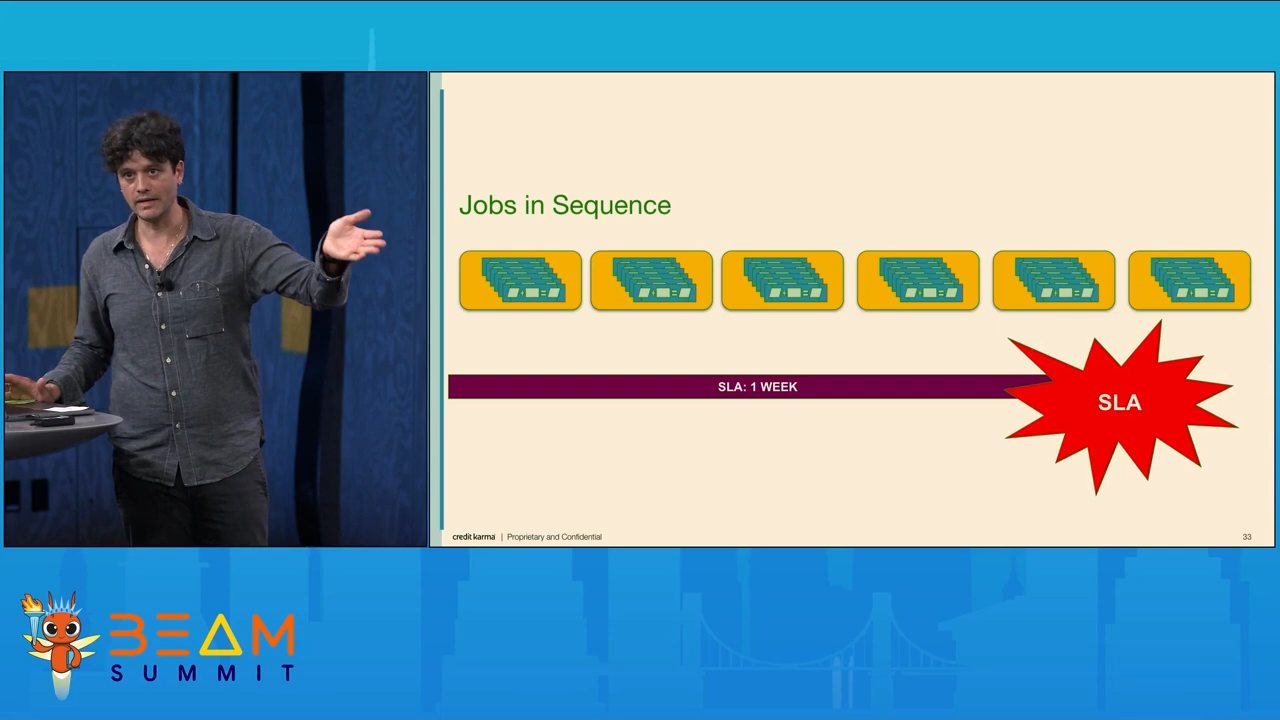 Jobs in Sequence
SLA: 1 WEEK
SLA
credit karma | Proprietary and Confidential
33
BEAM
SUMMIT